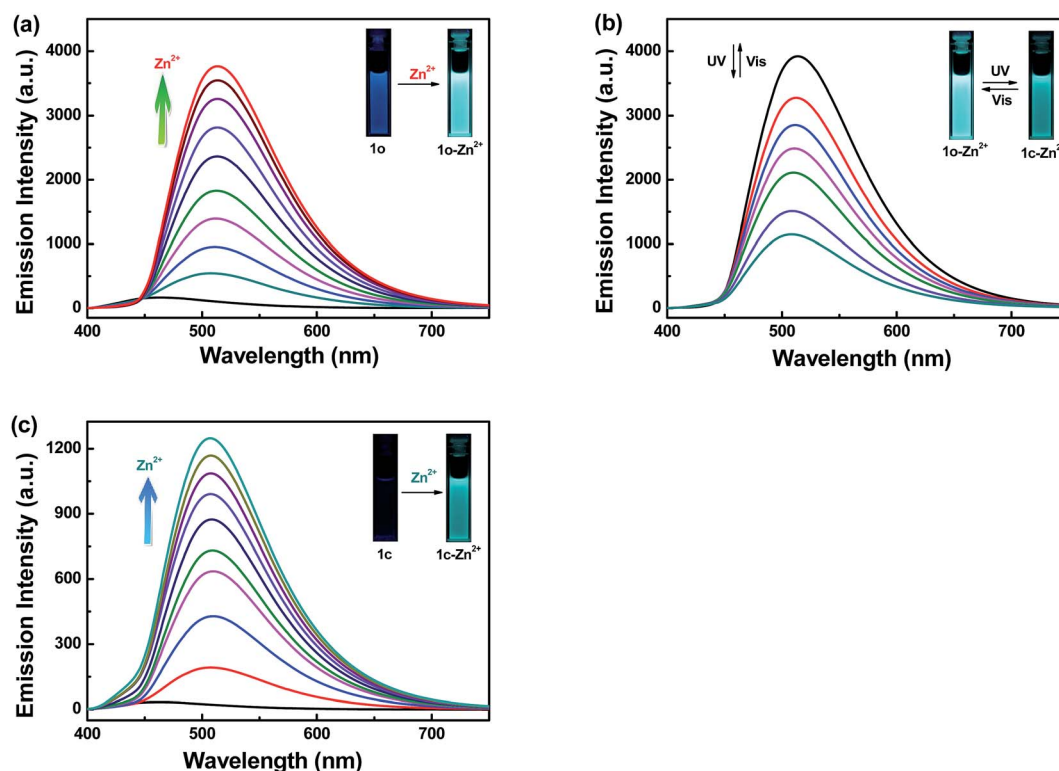 (a)
Emission Intensity (a.u.)
4000
3000
2000
1000
0
400 500 600 700
Wavelength (nm)
Zn²⁺
Zn²⁺
1o
1o-Zn²⁺
(b)
Emission Intensity (a.u.)
4000
3000
2000
1000
0
400 500 600 700
Wavelength (nm)
UV Vis
UV
Vis
1o-Zn²⁺
1c-Zn²
(c)
Emission Intensity (a.u.)
1200
900
600
300
0
400 500 600 700
Wavelength (nm)
Zn²⁺
Zn²⁺
1c
1c-Zn²⁺